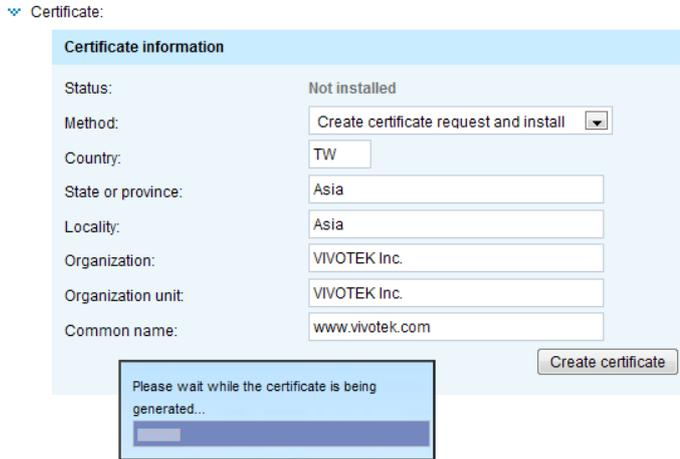 Certificate:
Certificate information
Status: Not installed
Method: Create certificate request and install
Country: TW
State or province: Asia
Locality: Asia
Organization: VIVOTEK Inc.
Organization unit: VIVOTEK Inc.
Common name: www.vivotek.com
Create certificate
Please wait while the certificate is being
generated...